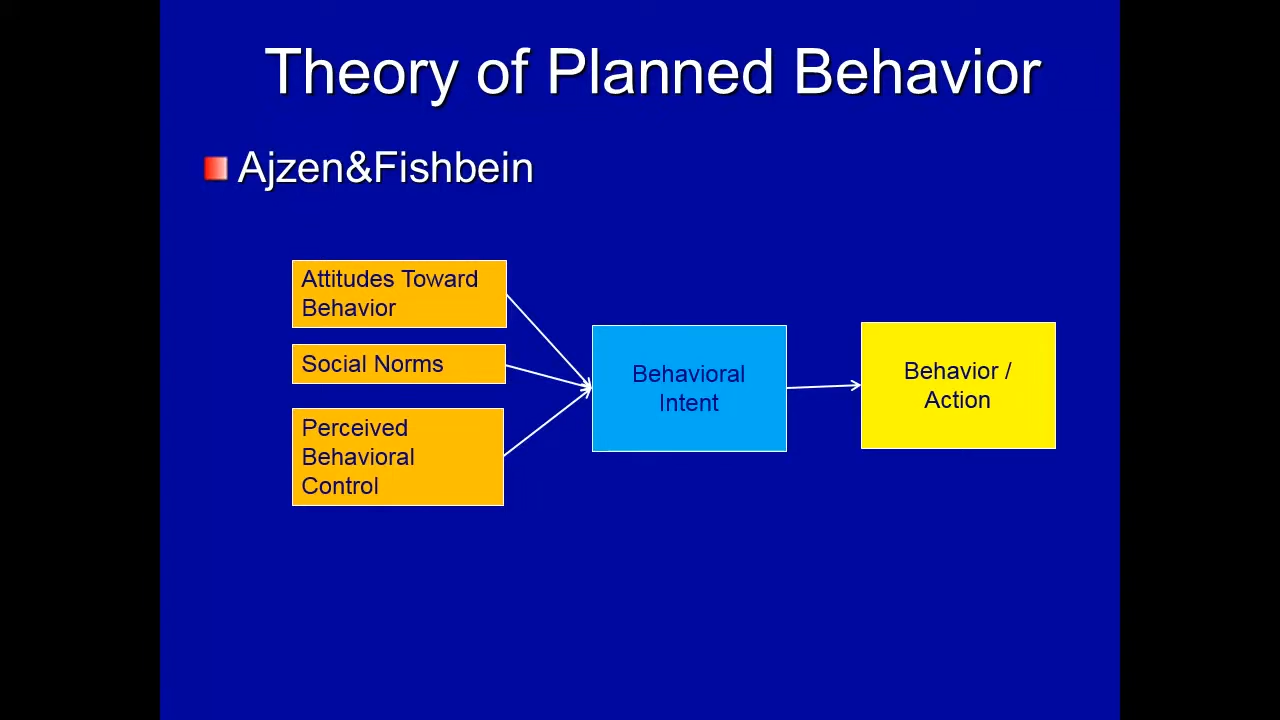 Theory of Planned Behavior
Ajzen&Fishbein
Attitudes Toward
Behavior
Social Norms
Perceived
Behavioral
Control
Behavioral
Intent
Behavior /
Action